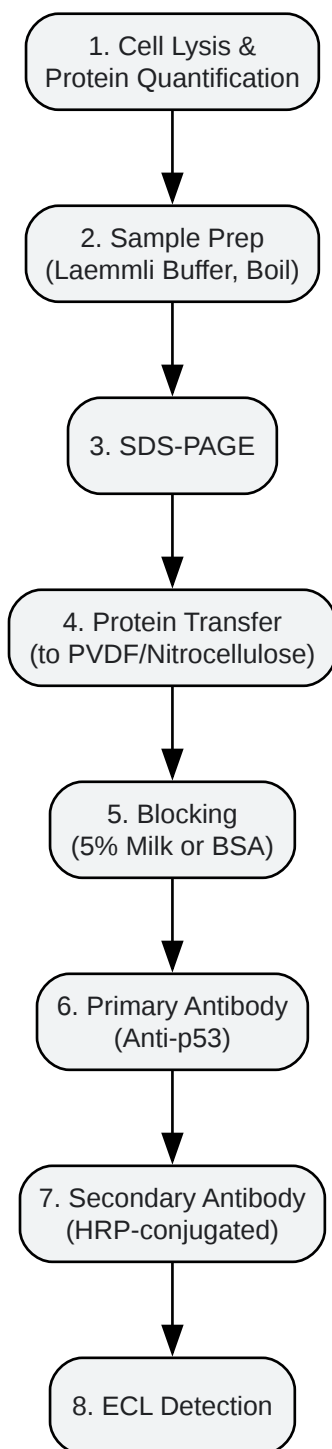 1. Cell Lysis &
Protein Quantification
2. Sample Prep
(Laemmli Buffer, Boil)
3. SDS-PAGE
4. Protein Transfer
(to PVDF/Nitrocellulose)
5. Blocking
(5% Milk or BSA)
6. Primary Antibody
(Anti-p53)
7. Secondary Antibody
(HRP-conjugated)
8. ECL Detection